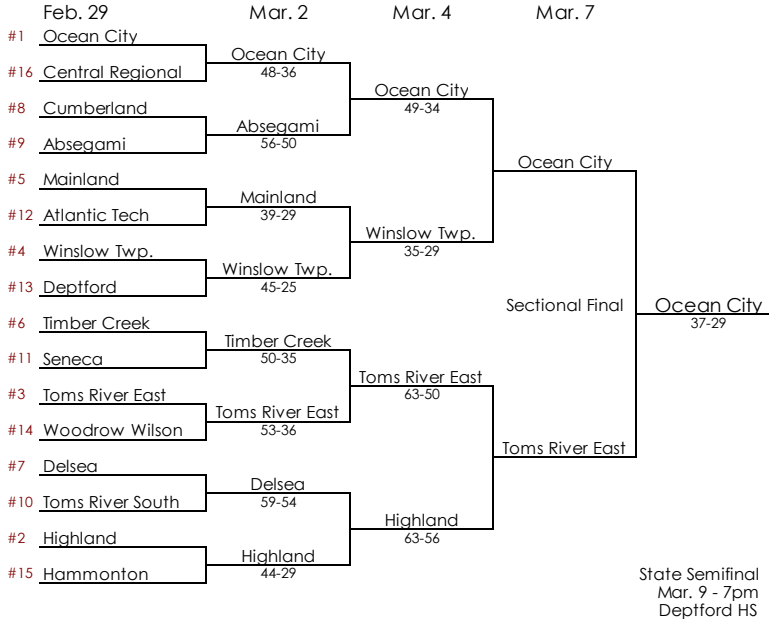 Feb. 29 Mar. 2 Mar. 4 Mar. 7
#1 Ocean City
Ocean City
48-36
#16 Central Regional
Ocean City
49-34
#8 Cumberland
Absegami
56-50
#9 Absegami
Ocean City
#5 Mainland
Mainland
39-29
#12 Atlantic Tech
Winslow Twp.
35-29
#4 Winslow Twp.
Winslow Twp.
45-25
#13 Deptford
Sectional Final
Ocean City
37-29
#6 Timber Creek
Timber Creek
50-35
#11 Seneca
Toms River East
63-50
#3 Toms River East
Toms River East
53-36
#14 Woodrow Wilson
Toms River East
#7 Delsea
Delsea
59-54
#10 Toms River South
Highland
63-56
#2 Highland
Highland
44-29
#15 Hammonton
State Semifinal
Mar. 9 - 7pm
Deptford HS